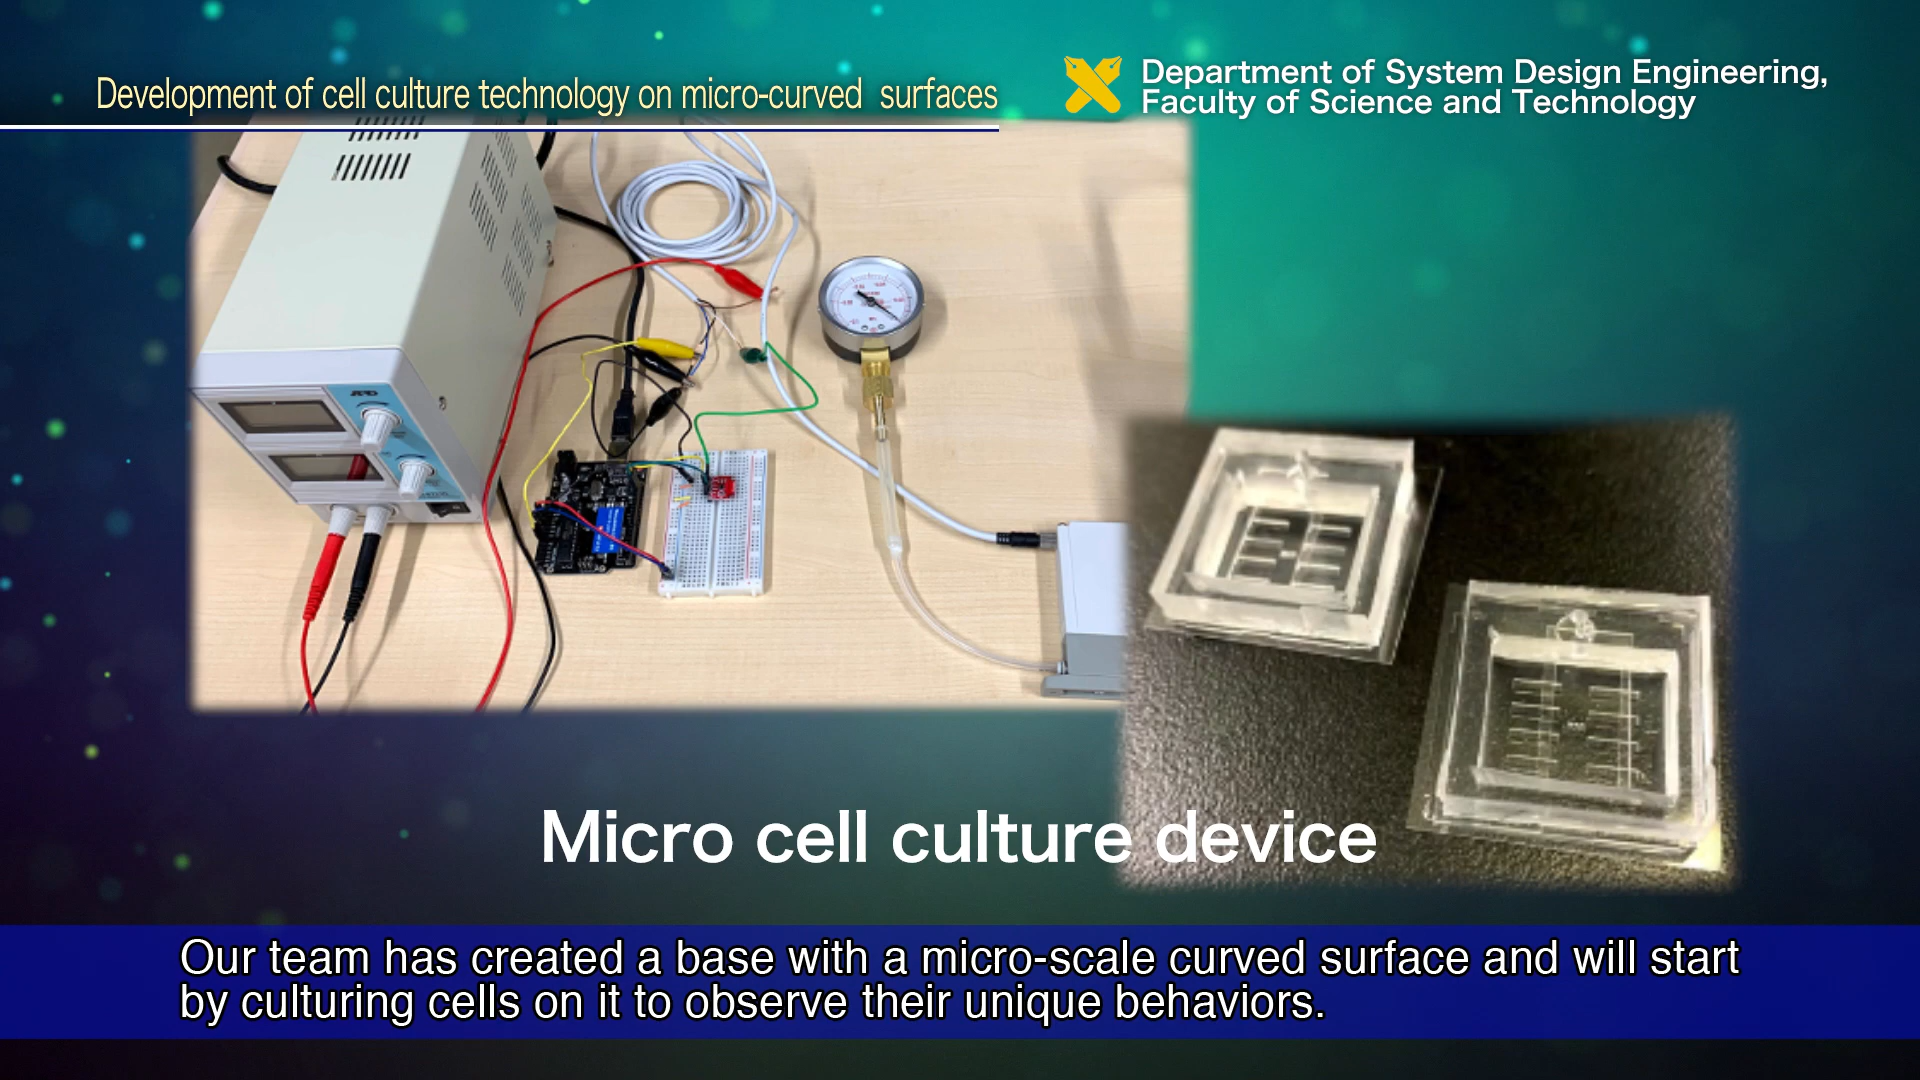 Development of cell culture technology on micro-curved surfaces
Department of System Design Engineering,
Faculty of Science and Technology
Micro cell culture device
Our team has created a base with a micro-scale curved surface and will start
by culturing cells on it to observe their unique behaviors.